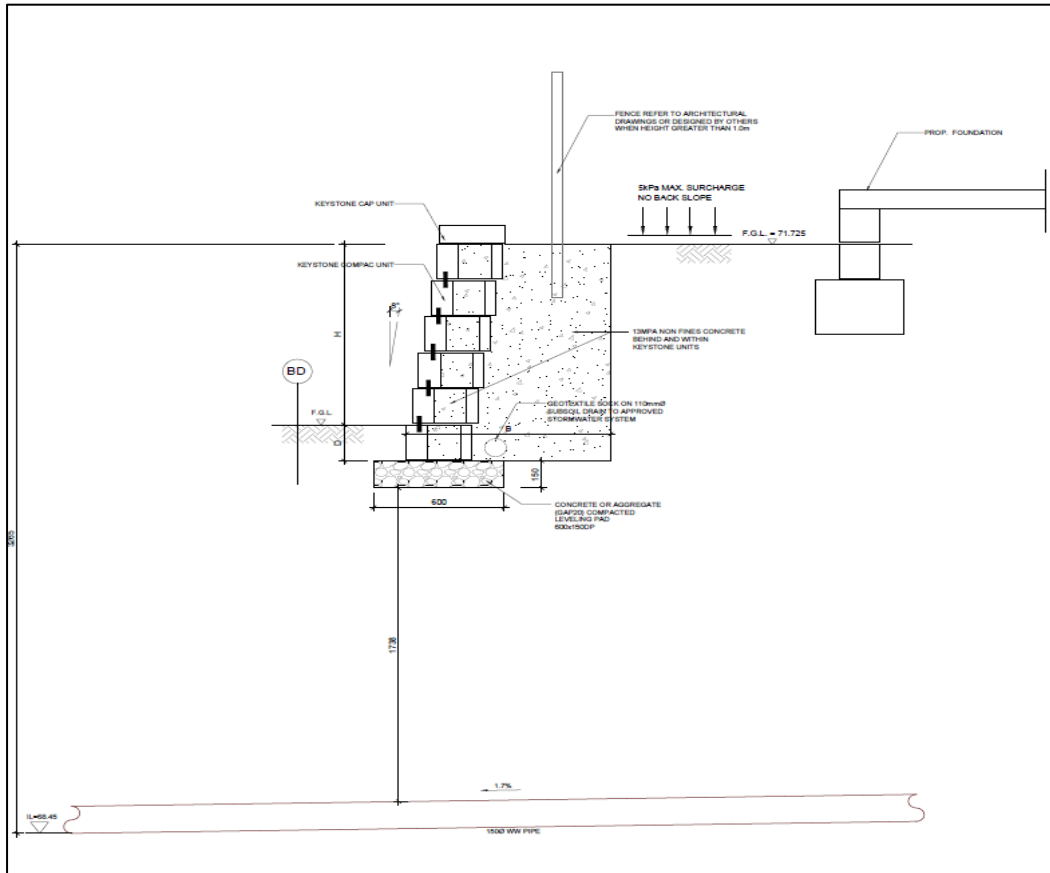 FENCE REFER TO ARCHITECTURAL
DRAWINGS OR DESIGNED BY OTHERS
WHEN HEIGHT GREATER THAN 1.0m
PROP. FOUNDATION
5kPa MAX. SURCHARGE
NO BACK SLOPE
KEYSTONE CAP UNIT
F.G.L. = 71.725
KEYSTONE COMPAC UNIT
8°
H
13MPA NON FINES CONCRETE
BEHIND AND WITHIN
KEYSTONE UNITS
BD
GEOTEXTILE SOCK ON 110mmØ
SUBSOIL DRAIN TO APPROVED
STORMWATER SYSTEM
F.G.L.
B
D
150
600
CONCRETE OR AGGREGATE
(GAP20) COMPACTED
LEVELING PAD
600x150DP
1738
1.7%
IL=68.45
150Ø WW PIPE